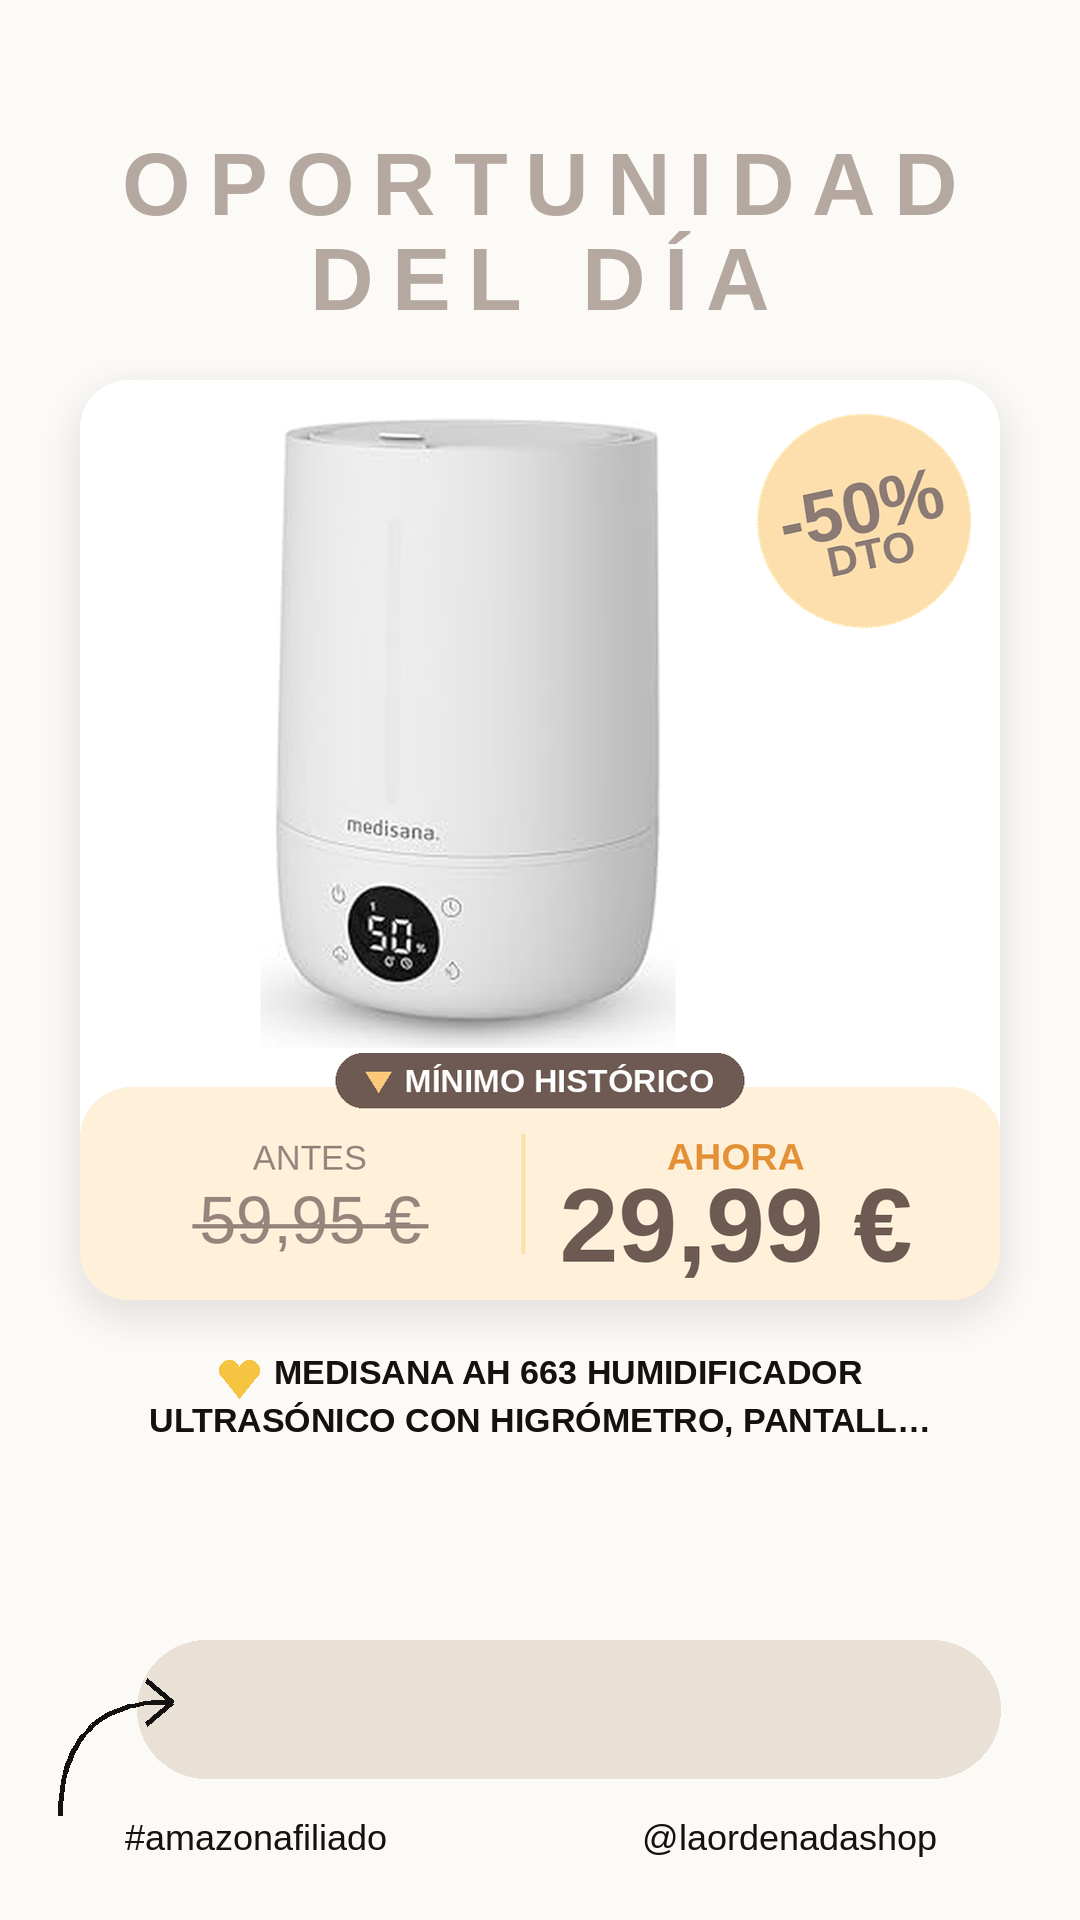 OPORTUNIDAD
DEL DÍA
-50%
DTO
medisana.
1
50%
MÍNIMO HISTÓRICO
ANTES
59,95 €
AHORA
29,99 €
MEDISANA AH 663 HUMIDIFICADOR
ULTRASÓNICO CON HIGRÓMETRO, PANTALL...
#amazonafiliado
@laordenadashop